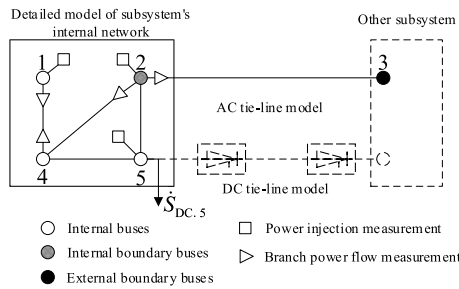 Detailed model of subsystem's
internal network
Other subsystem
1
2
3
AC tie-line model
4
5
DC tie-line model
ṠDC. 5
Internal buses
Power injection measurement
Internal boundary buses
Branch power flow measurement
External boundary buses